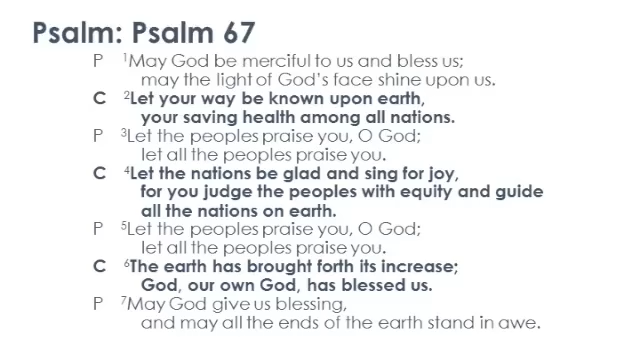 Psalm: Psalm 67
P ¹May God be merciful to us and bless us;
may the light of God's face shine upon us.
C ²Let your way be known upon earth,
your saving health among all nations.
P ³Let the peoples praise you, O God;
let all the peoples praise you.
C ⁴Let the nations be glad and sing for joy,
for you judge the peoples with equity and guide
all the nations on earth.
P ⁵Let the peoples praise you, O God;
let all the peoples praise you.
C ⁶The earth has brought forth its increase;
God, our own God, has blessed us.
P ⁷May God give us blessing,
and may all the ends of the earth stand in awe.